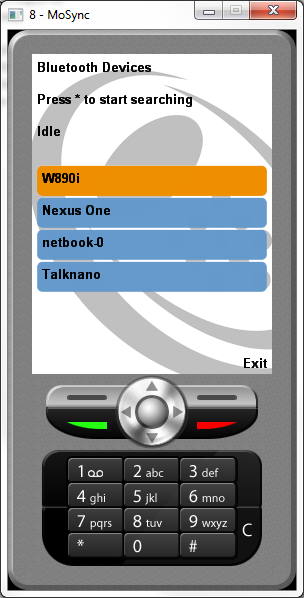 8 - MoSync
Bluetooth Devices
Press * to start searching
Idle
W890i
Nexus One
netbook-0
Talknano
Exit
1 2 abc 3 def
4 ghi 5 jkl 6 mno
7 pqrs 8 tuv 9 wxyz C
* 0 #